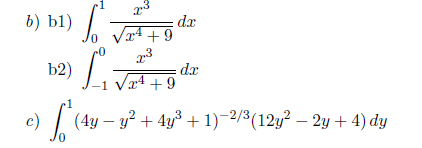 b) b1) ∫₀¹ x³/√(x⁴ + 9) dx
b2) ∫₋₁⁰ x³/√(x⁴ + 9) dx
c) ∫₀¹ (4y − y² + 4y³ + 1)^(−2/3) (12y² − 2y + 4) dy